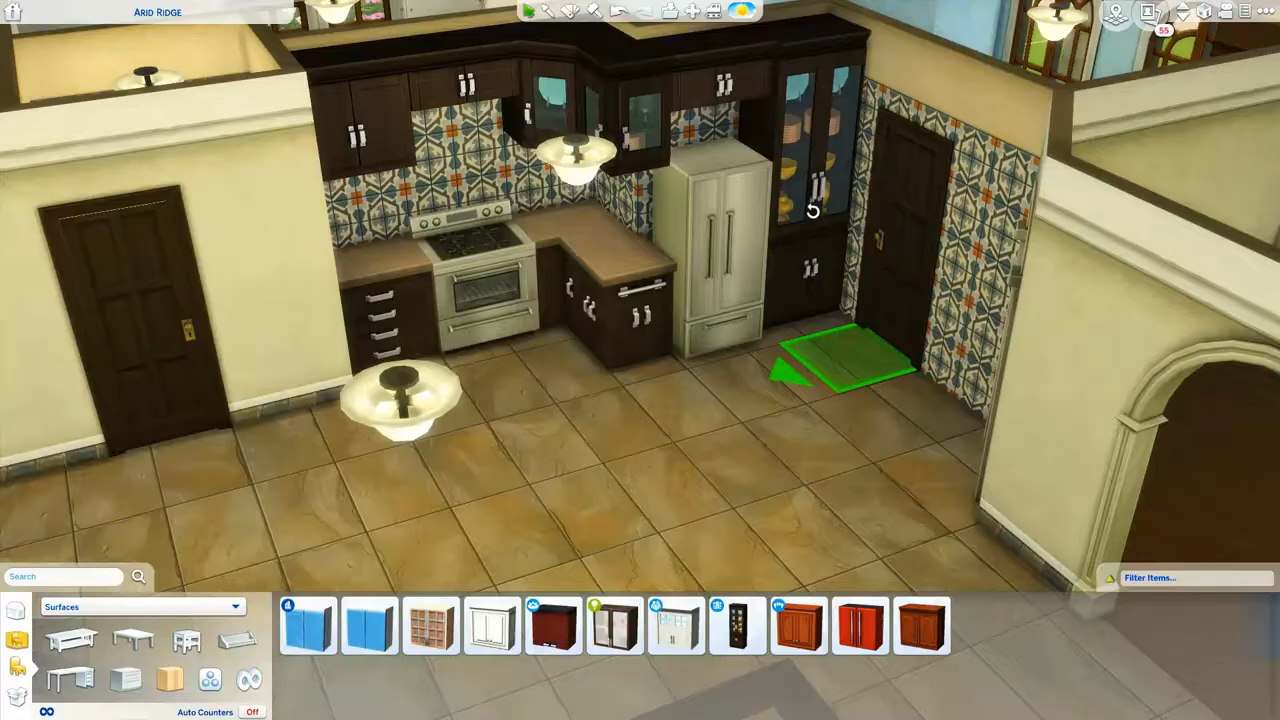 ARID RIDGE
55
Search
Filter Items...
Surfaces
Auto Counters
Off